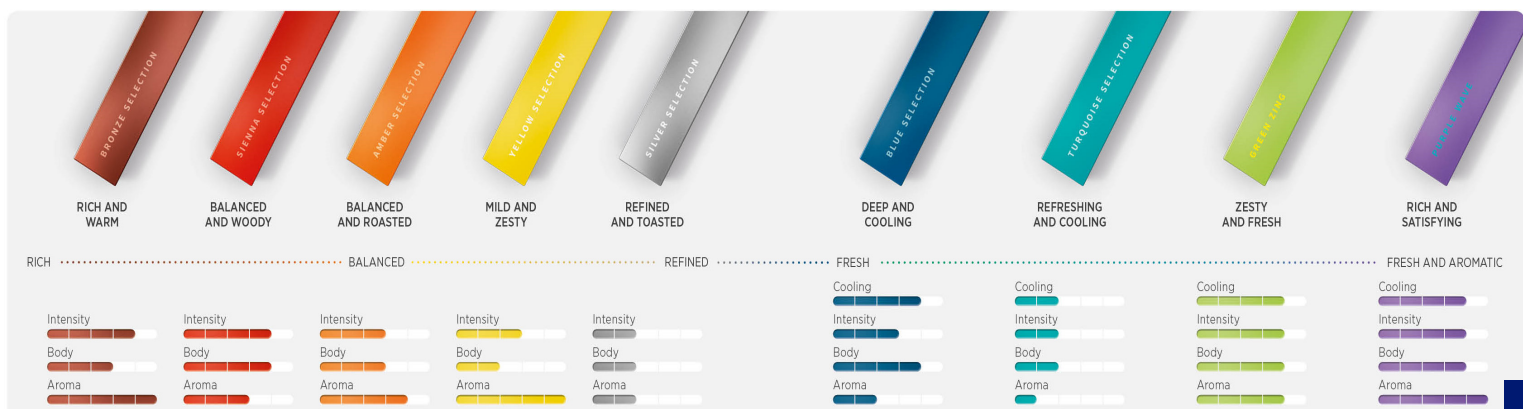 BRONZE SELECTION
SIENNA SELECTION
AMBER SELECTION
YELLOW SELECTION
SILVER SELECTION
BLUE SELECTION
TURQUOISE SELECTION
GREEN ZING
PURPLE WAVE
RICH AND
WARM
BALANCED
AND WOODY
BALANCED
AND ROASTED
MILD AND
ZESTY
REFINED
AND TOASTED
DEEP AND
COOLING
REFRESHING
AND COOLING
ZESTY
AND FRESH
RICH AND
SATISFYING
RICH
BALANCED
REFINED
FRESH
FRESH AND AROMATIC
Cooling
Cooling
Cooling
Cooling
Intensity
Intensity
Intensity
Intensity
Intensity
Intensity
Intensity
Intensity
Intensity
Body
Body
Body
Body
Body
Body
Body
Body
Body
Aroma
Aroma
Aroma
Aroma
Aroma
Aroma
Aroma
Aroma
Aroma